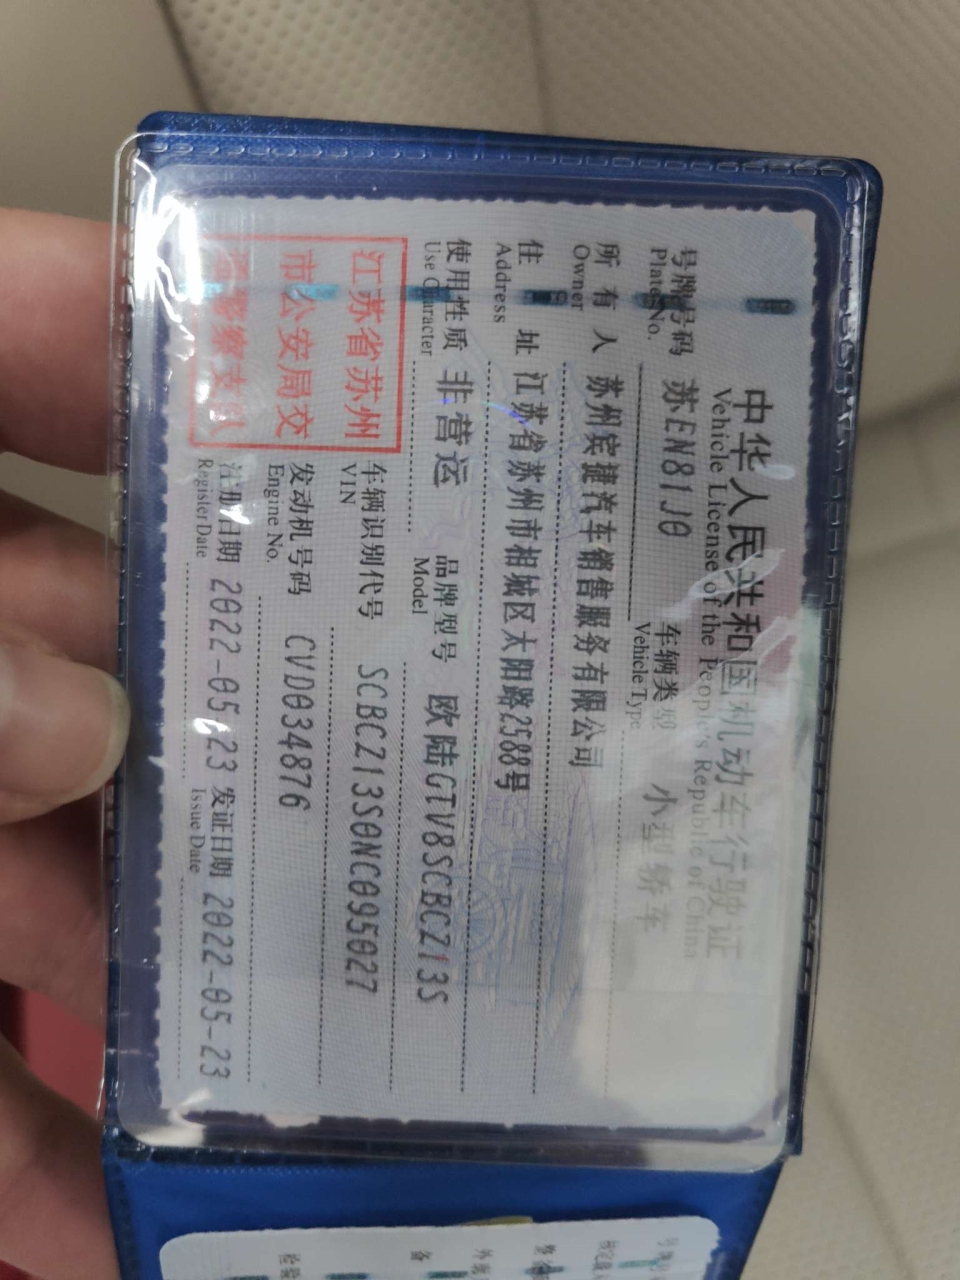 中华人民共和国机动车行驶证
Vehicle License of the People's Republic of China
号牌号码 苏EN81J0 车辆类型 小型轿车
Plate No. Vehicle Type
所有人 苏州宾捷汽车销售服务有限公司
Owner
住址 江苏省苏州市相城区太阳路2588号
Address
使用性质 非营运 品牌型号 欧陆GTV8SCBCZ13S
Use Character Model
江苏省苏州
市公安局交
警察支队
车辆识别代号 SCBCZ13S0NC095027
VIN
发动机号码 CVD034876
Engine No.
注册日期 2022-05-23 发证日期 2022-05-23
Register Date Issue Date